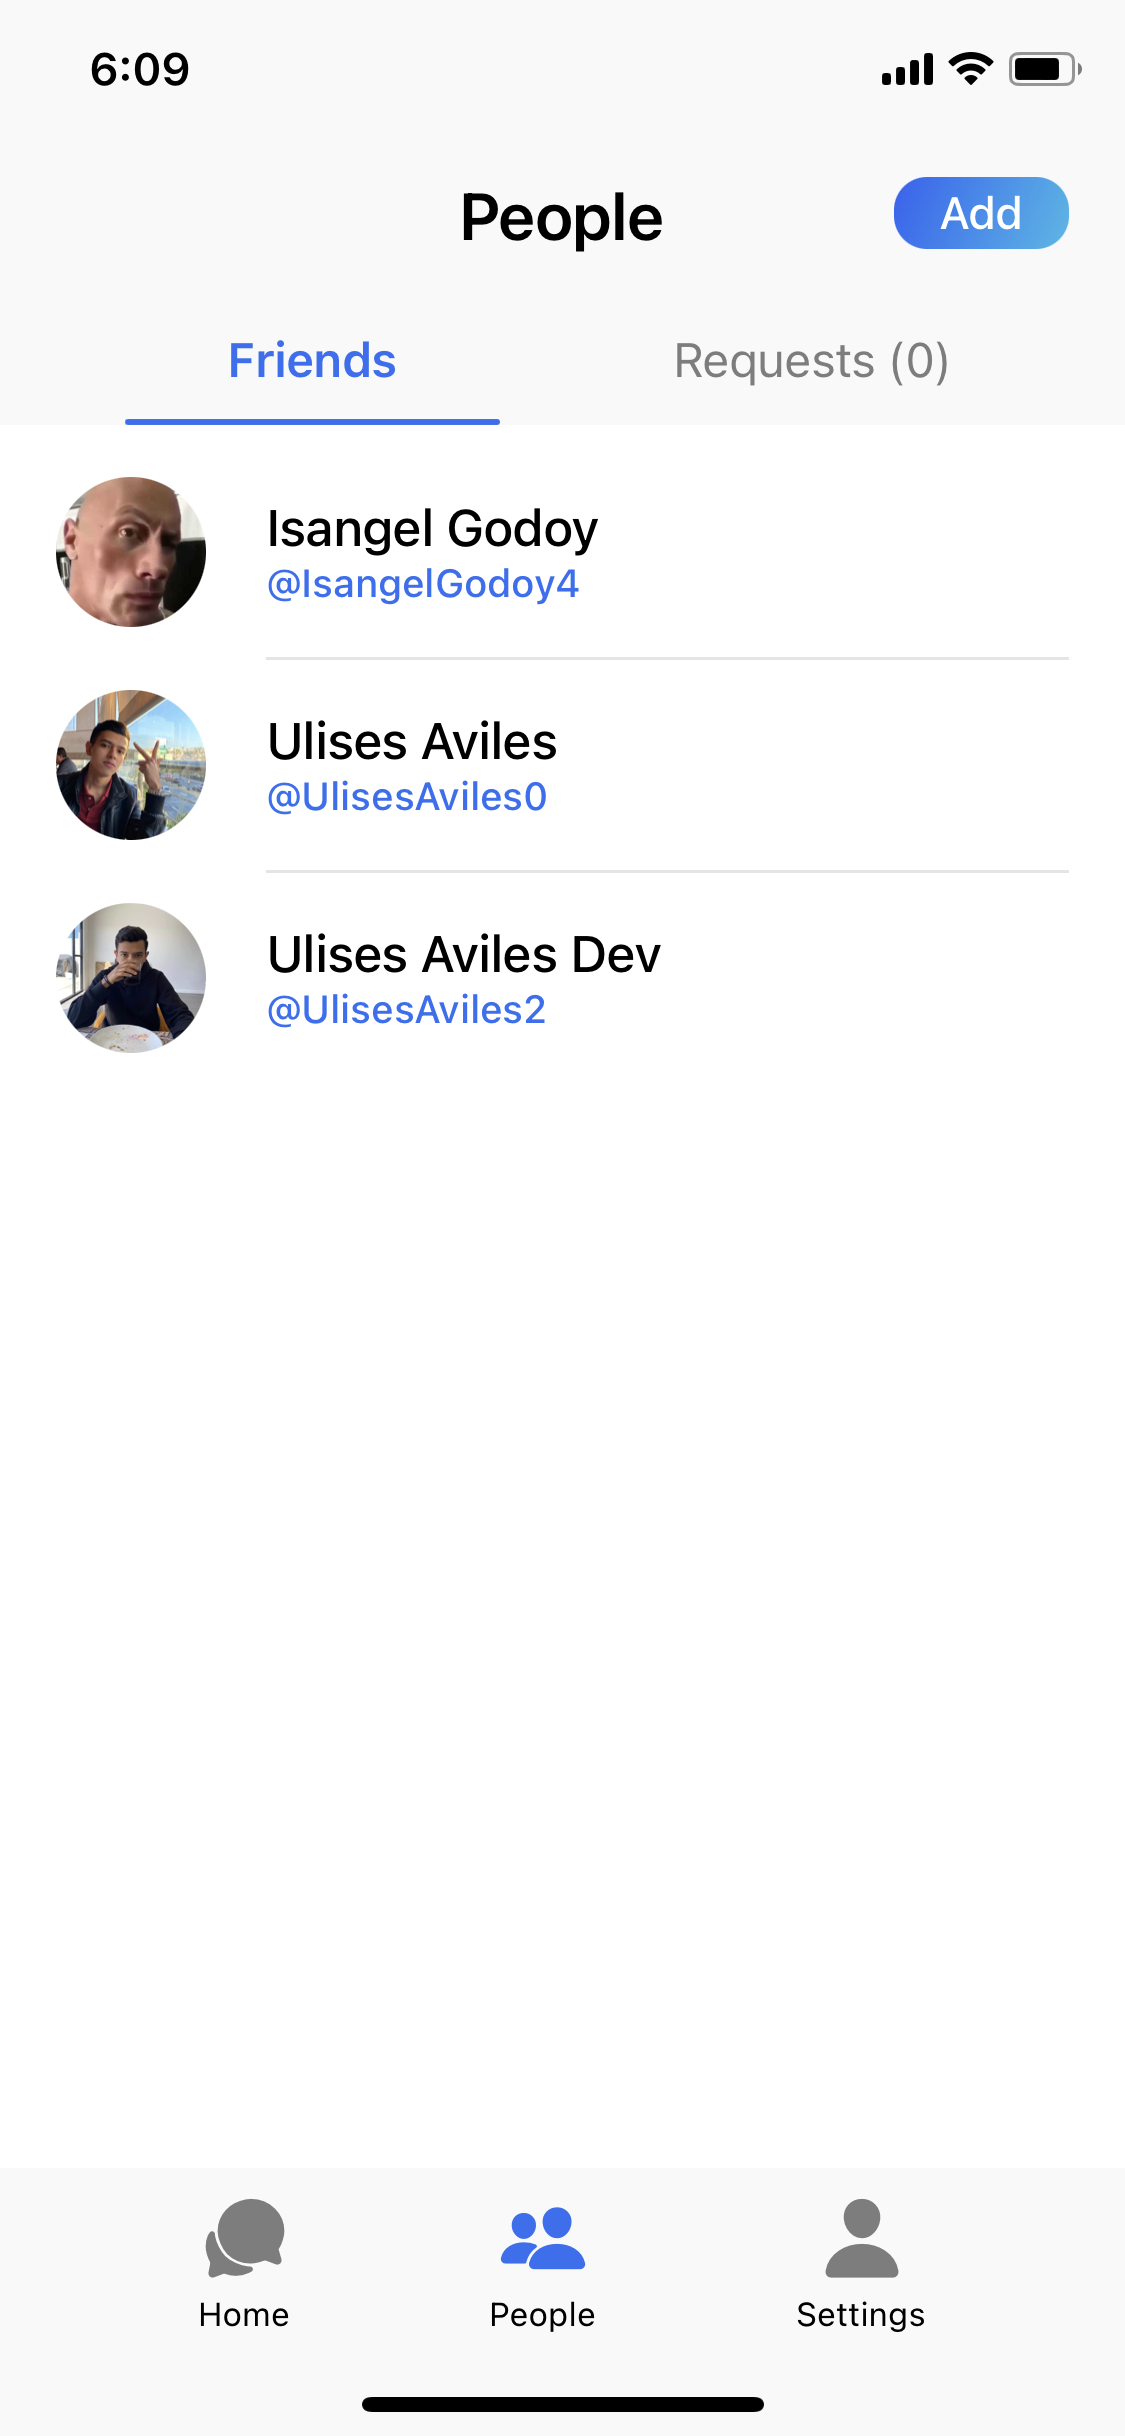 6:09
People
Add
Friends
Requests (0)
Isangel Godoy
@IsangelGodoy4
Ulises Aviles
@UlisesAviles0
Ulises Aviles Dev
@UlisesAviles2
Home
People
Settings